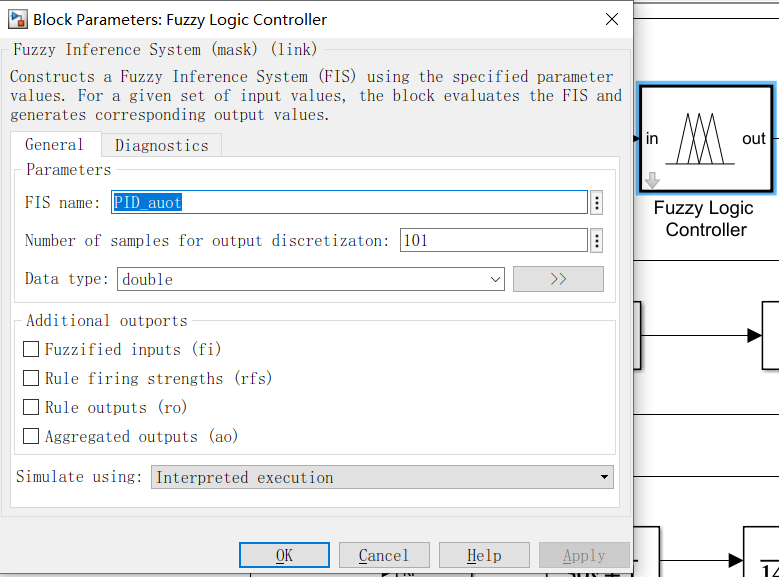 Block Parameters: Fuzzy Logic Controller
Fuzzy Inference System (mask) (link)
Constructs a Fuzzy Inference System (FIS) using the specified parameter
values. For a given set of input values, the block evaluates the FIS and
generates corresponding output values.
General Diagnostics
Parameters
FIS name: PID_auot
Number of samples for output discretizaton: 101
Data type: double >>
Additional outports
Fuzzified inputs (fi)
Rule firing strengths (rfs)
Rule outputs (ro)
Aggregated outputs (ao)
Simulate using: Interpreted execution
OK Cancel Help Apply
in out
Fuzzy Logic
Controller